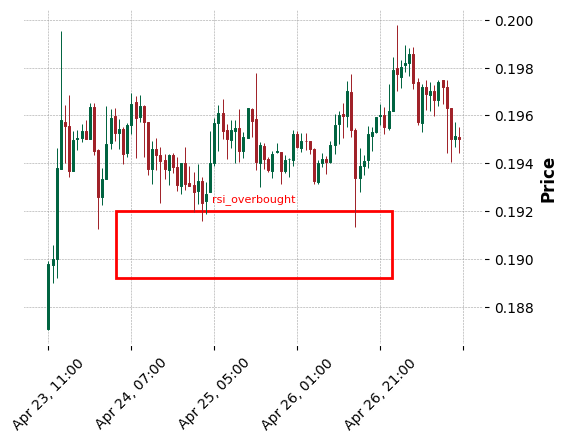 0.200
0.198
0.196
0.194
rsi_overbought
0.192
0.190
0.188
Price
Apr 23, 11:00
Apr 24, 07:00
Apr 25, 05:00
Apr 26, 01:00
Apr 26, 21:00